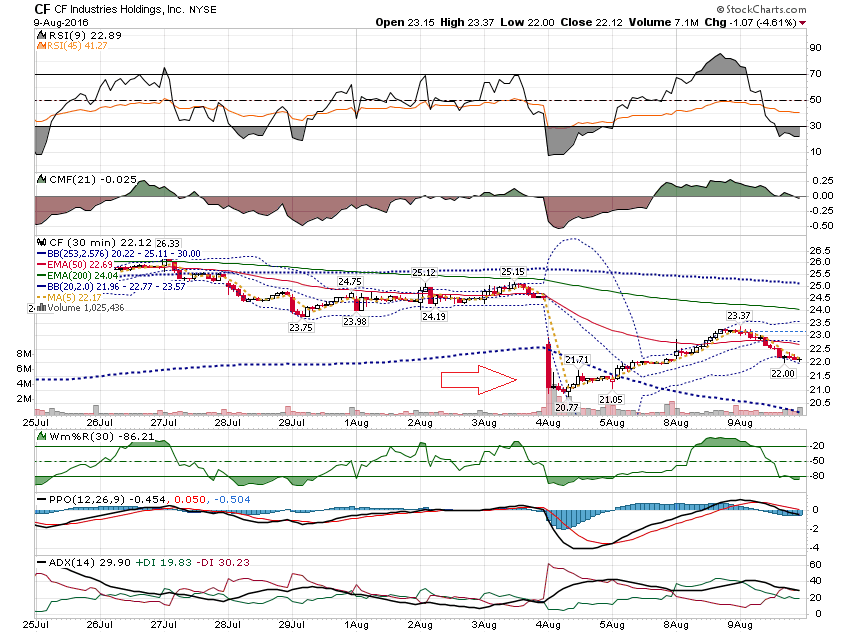 CF CF Industries Holdings, Inc. NYSE © StockCharts.com
9-Aug-2016 Open 23.15 High 23.37 Low 22.00 Close 22.12 Volume 7.1M Chg -1.07 (-4.61%)
RSI(9) 22.89
RSI(45) 41.27
90
70
50
30
10
CMF(21) -0.025
0.25
0.00
-0.25
-0.50
CF (30 min) 22.12
BB(253,2.576) 20.22 - 25.11 - 30.00
EMA(50) 22.69
EMA(200) 24.04
BB(20,2.0) 21.96 - 22.77 - 23.57
MA(5) 22.17
Volume 1,025,436
26.33
24.75
25.12
25.15
23.75
23.98
24.19
21.71
20.77
21.05
23.37
22.00
26.5
26.0
25.5
25.0
24.5
24.0
23.5
23.0
22.5
22.0
21.5
21.0
20.5
8M
6M
4M
2M
25Jul 26Jul 27Jul 28Jul 29Jul 1Aug 2Aug 3Aug 4Aug 5Aug 8Aug 9Aug
Wm%R(30) -86.21
-20
-50
-80
PPO(12,26,9) -0.454, 0.050, -0.504
0
-2
-4
ADX(14) 29.90 +DI 19.83 -DI 30.23
60
40
20
0
25Jul 26Jul 27Jul 28Jul 29Jul 1Aug 2Aug 3Aug 4Aug 5Aug 8Aug 9Aug